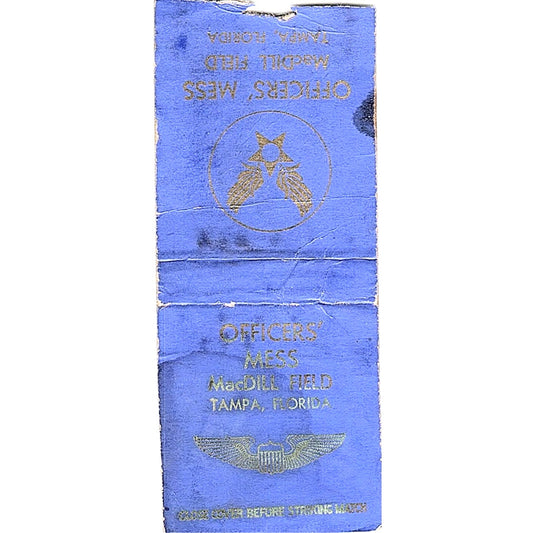 OFFICERS' MESS
MacDILL FIELD
TAMPA, FLORIDA
OFFICERS'
MESS
MacDILL FIELD
TAMPA, FLORIDA
CLOSE COVER BEFORE STRIKING MATCH